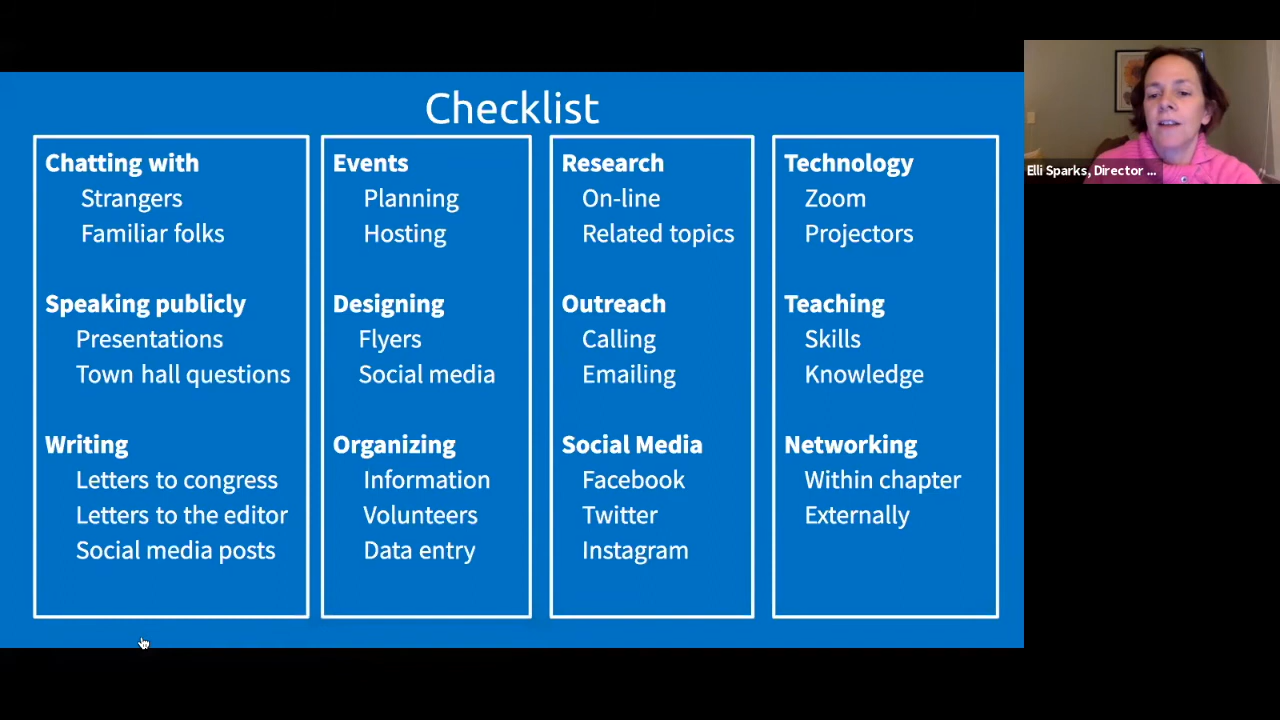 Checklist
Chatting with
Strangers
Familiar folks
Speaking publicly
Presentations
Town hall questions
Writing
Letters to congress
Letters to the editor
Social media posts
Events
Planning
Hosting
Designing
Flyers
Social media
Organizing
Information
Volunteers
Data entry
Research
On-line
Related topics
Outreach
Calling
Emailing
Social Media
Facebook
Twitter
Instagram
Technology
Zoom
Projectors
Teaching
Skills
Knowledge
Networking
Within chapter
Externally
Elli Sparks, Director ...